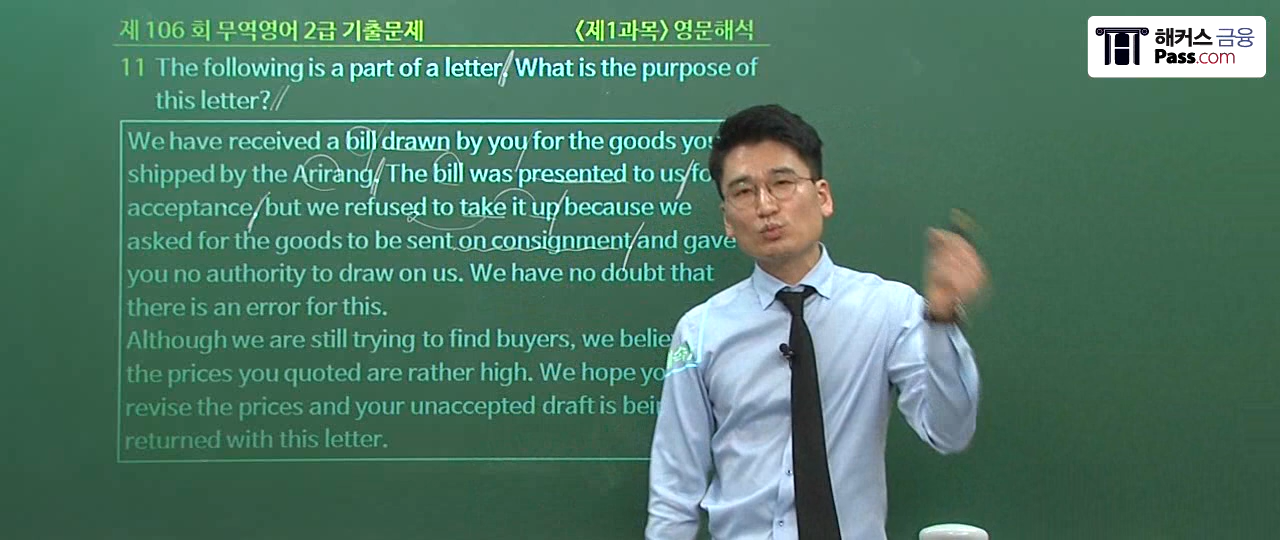 제 106 회 무역영어 2급 기출문제 <제1과목> 영문해석
해커스 금융
Pass.com
11 The following is a part of a letter. What is the purpose of
this letter?
We have received a bill drawn by you for the goods
shipped by the Arirang. The bill was presented to us
acceptance, but we refused to take it up because we
asked for the goods to be sent on consignment and gave
you no authority to draw on us. We have no doubt that
there is an error for this.
Although we are still trying to find buyers, we
the prices you quoted are rather high. We hope
revise the prices and your unaccepted draft is
returned with this letter.